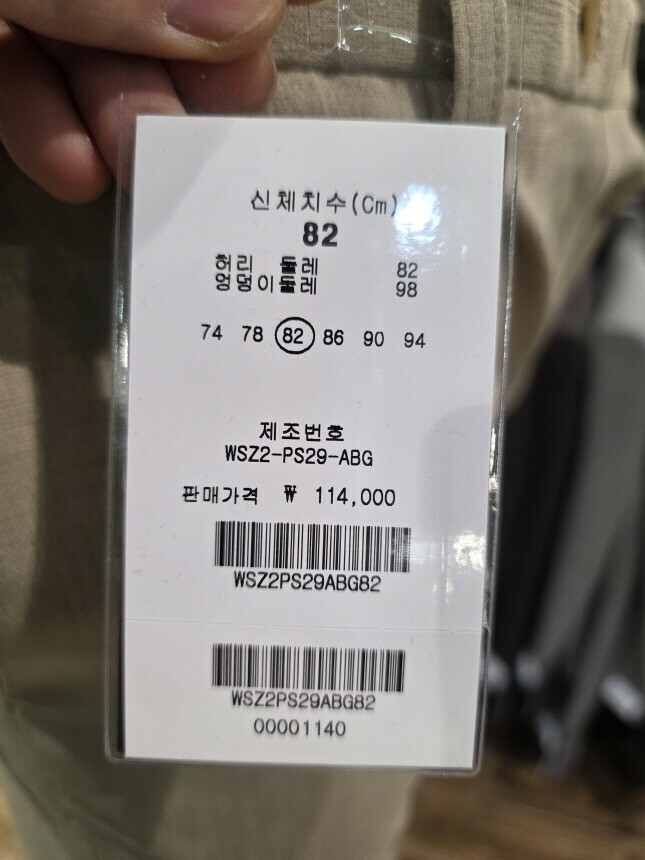 신체치수(Cm)
82
허리 둘레 82
엉덩이둘레 98
74 78 82 86 90 94
제조번호
WSZ2-PS29-ABG
판매가격 ₩ 114,000
WSZ2PS29ABG82
WSZ2PS29ABG82
00001140